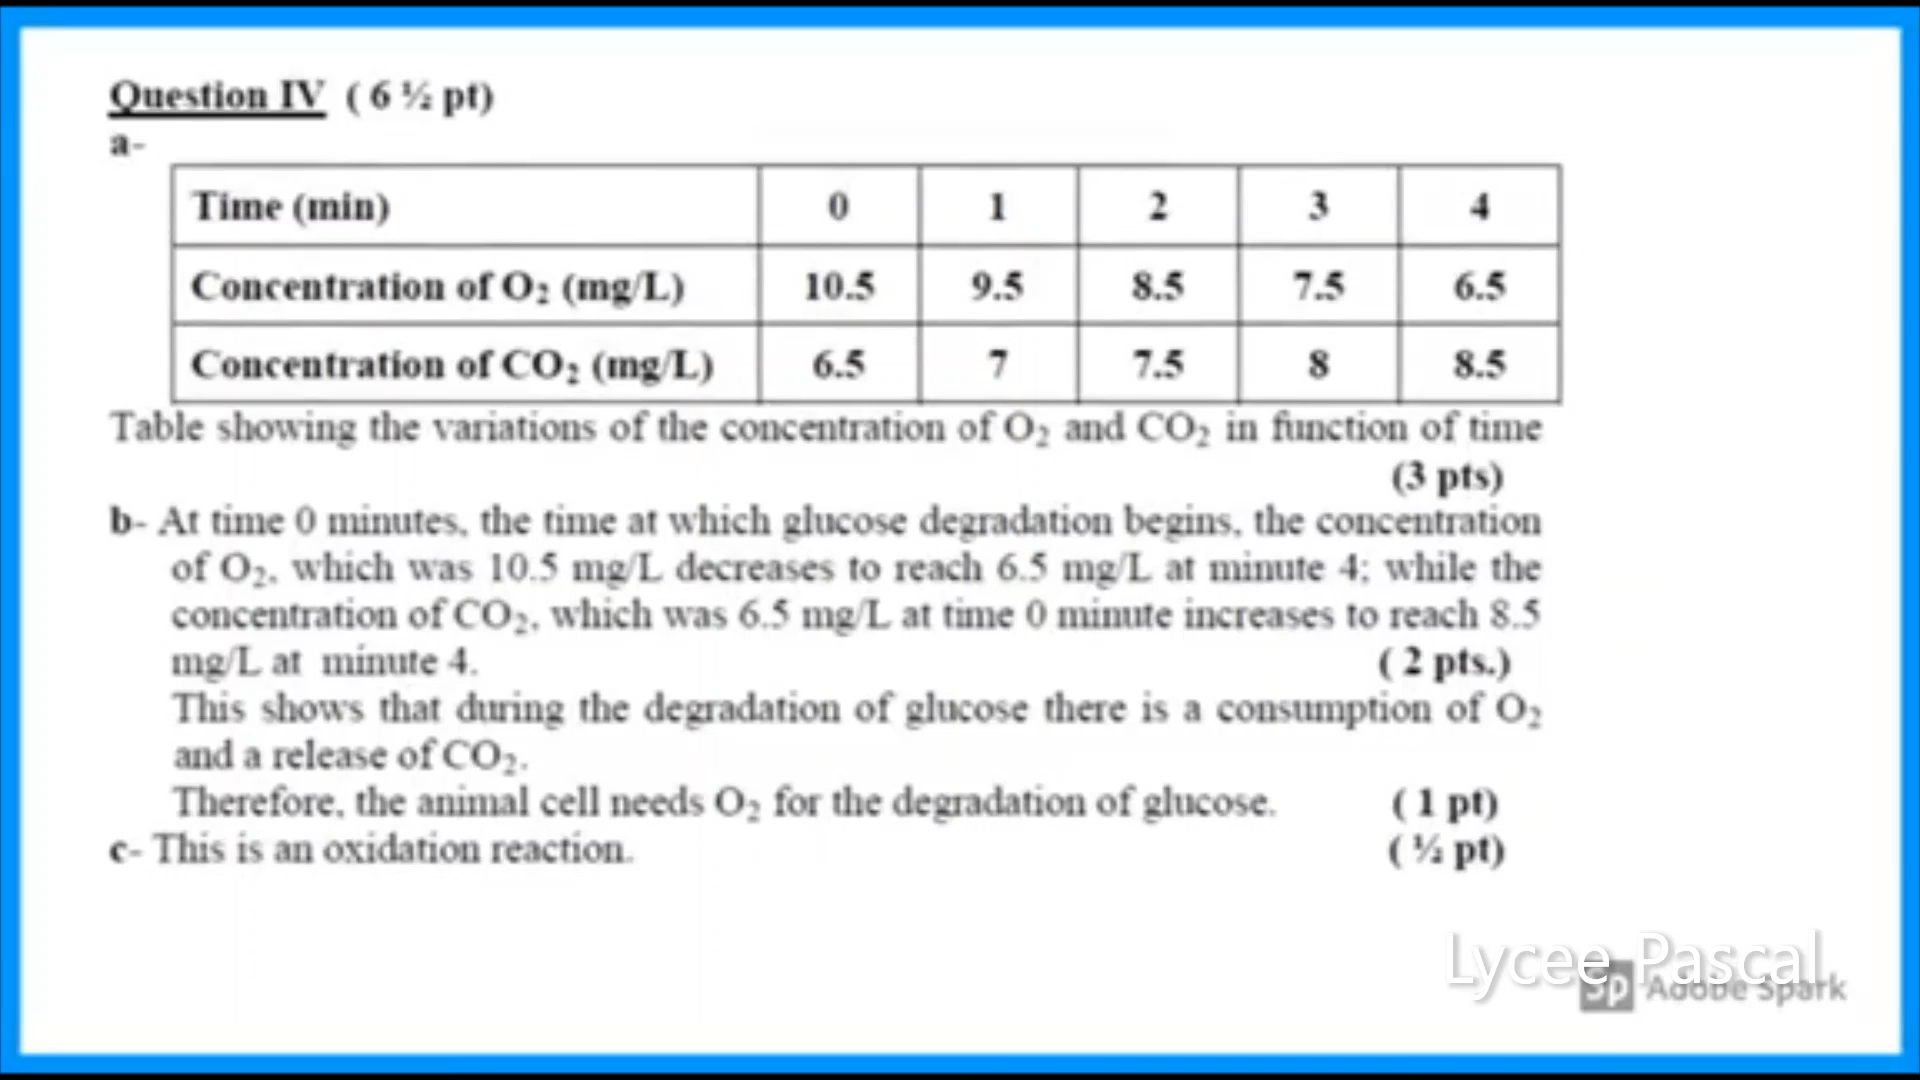 Question IV ( 6 ½ pt)
a-
Time (min) 0 1 2 3 4
Concentration of O₂ (mg/L) 10.5 9.5 8.5 7.5 6.5
Concentration of CO₂ (mg/L) 6.5 7 7.5 8 8.5
Table showing the variations of the concentration of O₂ and CO₂ in function of time
(3 pts)
b- At time 0 minutes, the time at which glucose degradation begins, the concentration
of O₂, which was 10.5 mg/L decreases to reach 6.5 mg/L at minute 4; while the
concentration of CO₂, which was 6.5 mg/L at time 0 minute increases to reach 8.5
mg/L at minute 4. ( 2 pts.)
This shows that during the degradation of glucose there is a consumption of O₂
and a release of CO₂.
Therefore, the animal cell needs O₂ for the degradation of glucose. ( 1 pt)
c- This is an oxidation reaction. ( ½ pt)
Lycee Pascal
Sp Adobe Spark